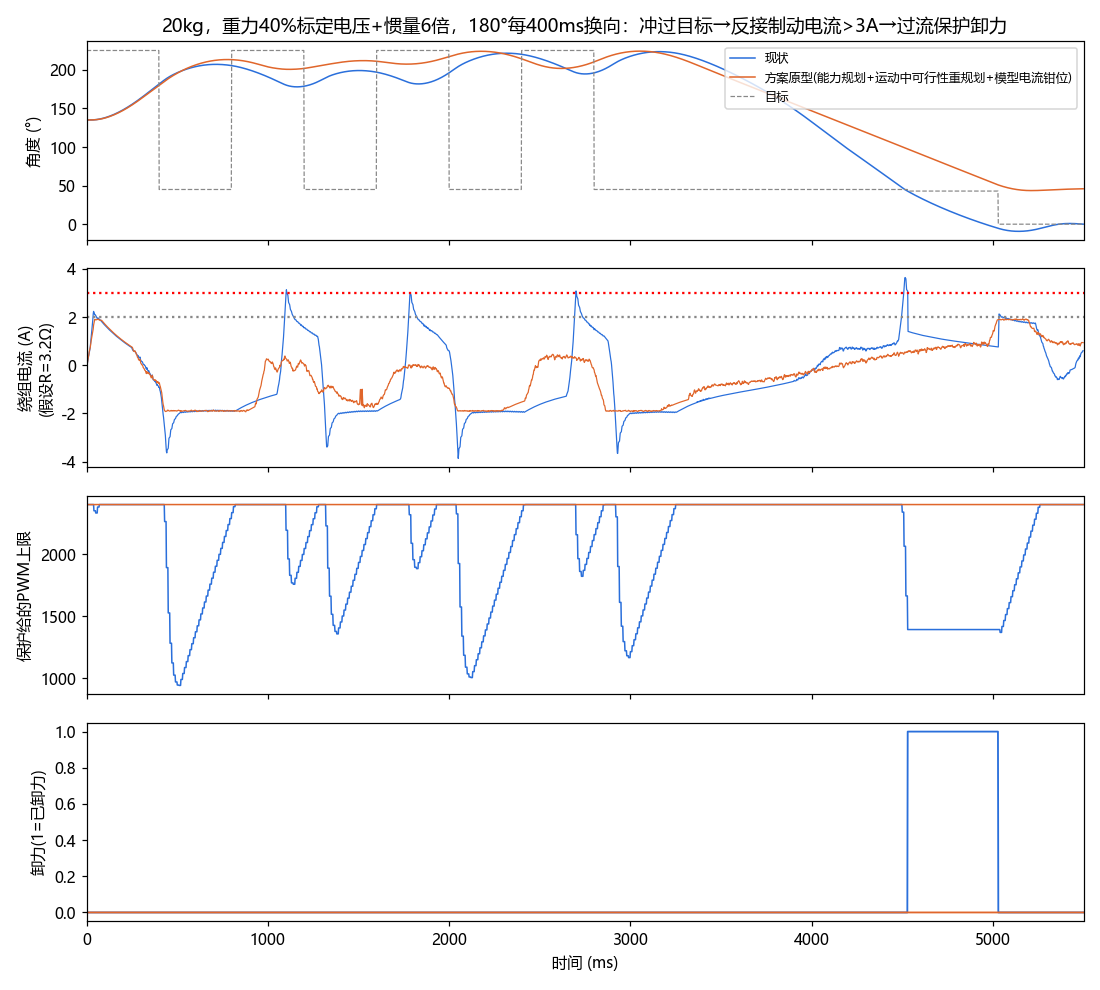 20kg，重力40%标定电压+惯量6倍，180°每400ms换向：冲过目标→反接制动电流>3A→过流保护卸力
现状
方案原型(能力规划+运动中可行性重规划+模型电流钳位)
目标
角度 (°)
200
150
100
50
0
绕组电流 (A)
(假设R=3.2Ω)
4
2
0
-2
-4
保护给的PWM上限
2000
1500
1000
卸力(1=已卸力)
1.0
0.8
0.6
0.4
0.2
0.0
0
1000
2000
3000
4000
5000
时间 (ms)